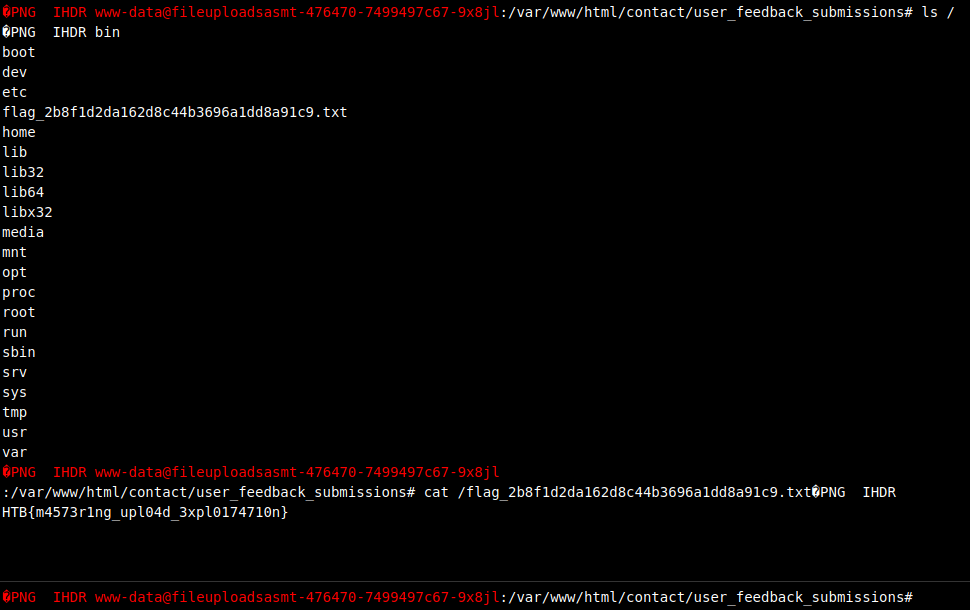 �PNG  IHDR www-data@fileuploadsasmt-476470-7499497c67-9x8jl:/var/www/html/contact/user_feedback_submissions# ls /
�PNG  IHDR bin
boot
dev
etc
flag_2b8f1d2da162d8c44b3696a1dd8a91c9.txt
home
lib
lib32
lib64
libx32
media
mnt
opt
proc
root
run
sbin
srv
sys
tmp
usr
var
�PNG  IHDR www-data@fileuploadsasmt-476470-7499497c67-9x8jl
:/var/www/html/contact/user_feedback_submissions# cat /flag_2b8f1d2da162d8c44b3696a1dd8a91c9.txt�PNG  IHDR
HTB{m4573r1ng_upl04d_3xpl0174710n}
�PNG  IHDR www-data@fileuploadsasmt-476470-7499497c67-9x8jl:/var/www/html/contact/user_feedback_submissions#